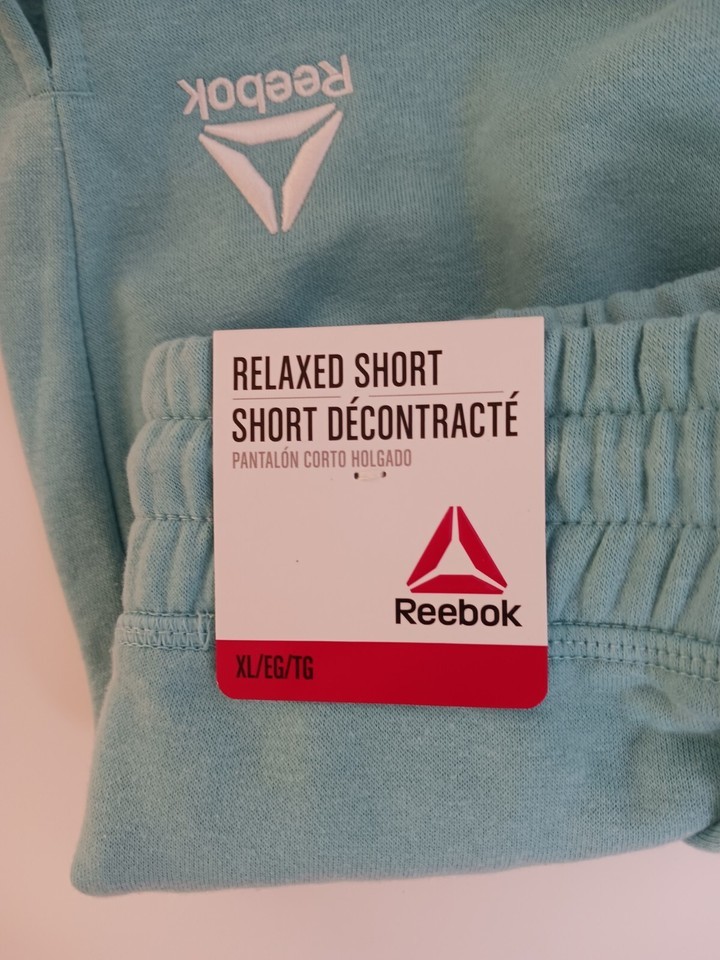 Reebok
RELAXED SHORT
SHORT DÉCONTRACTÉ
PANTALÓN CORTO HOLGADO
Reebok
XL/EG/TG